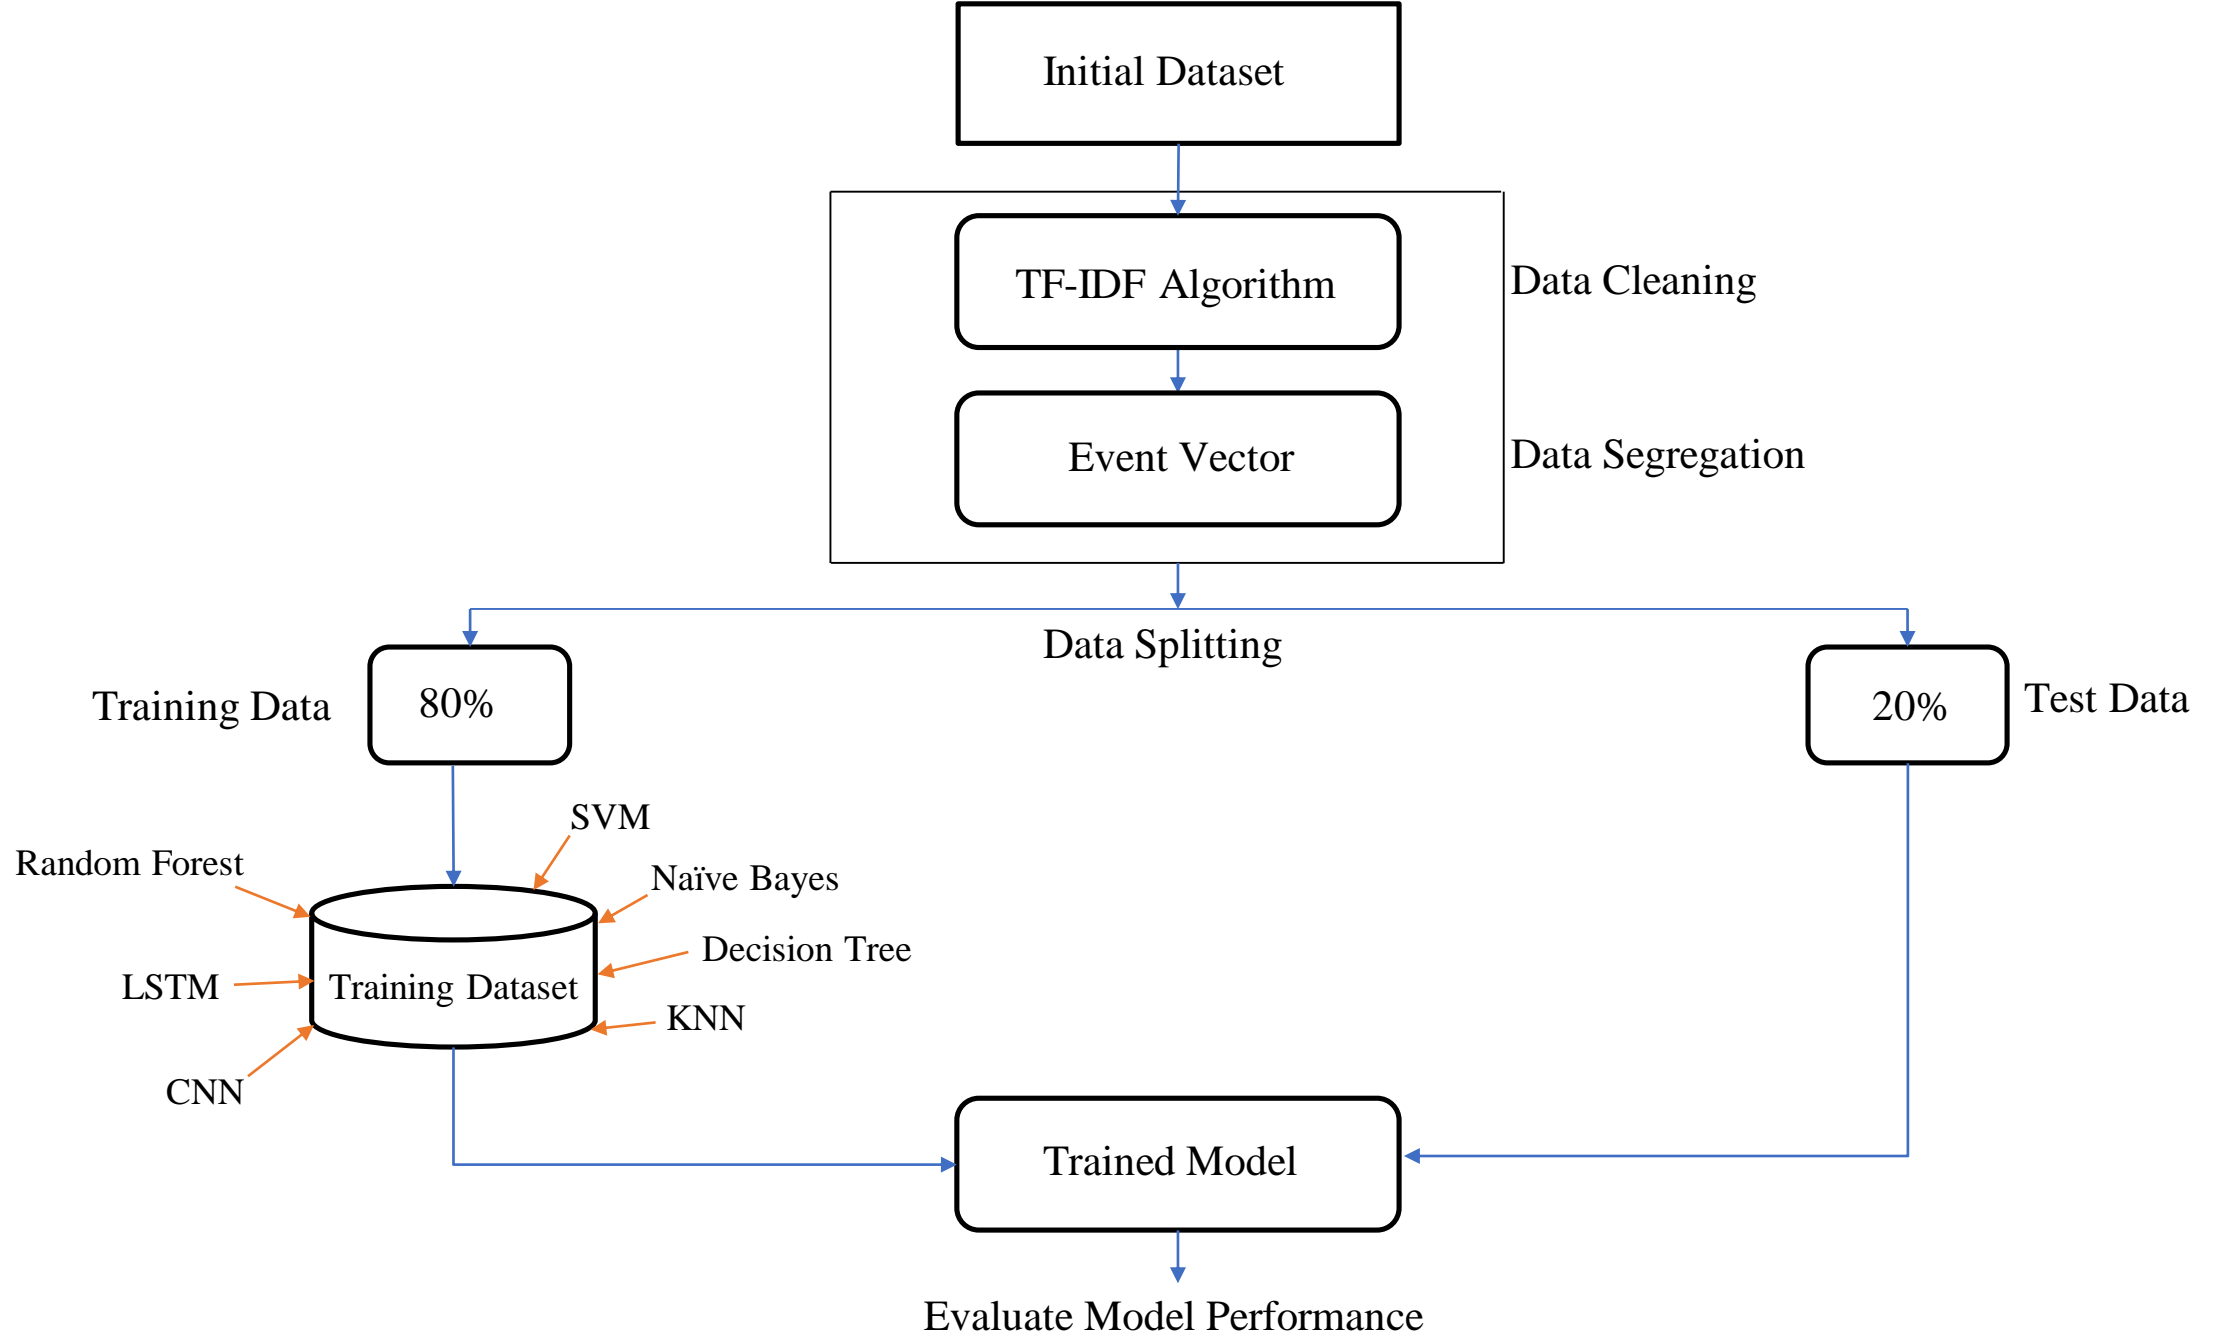 Initial Dataset
TF-IDF Algorithm
Data Cleaning
Event Vector
Data Segregation
Data Splitting
Training Data
80%
20%
Test Data
SVM
Random Forest
Naïve Bayes
Decision Tree
LSTM
Training Dataset
KNN
CNN
Trained Model
Evaluate Model Performance